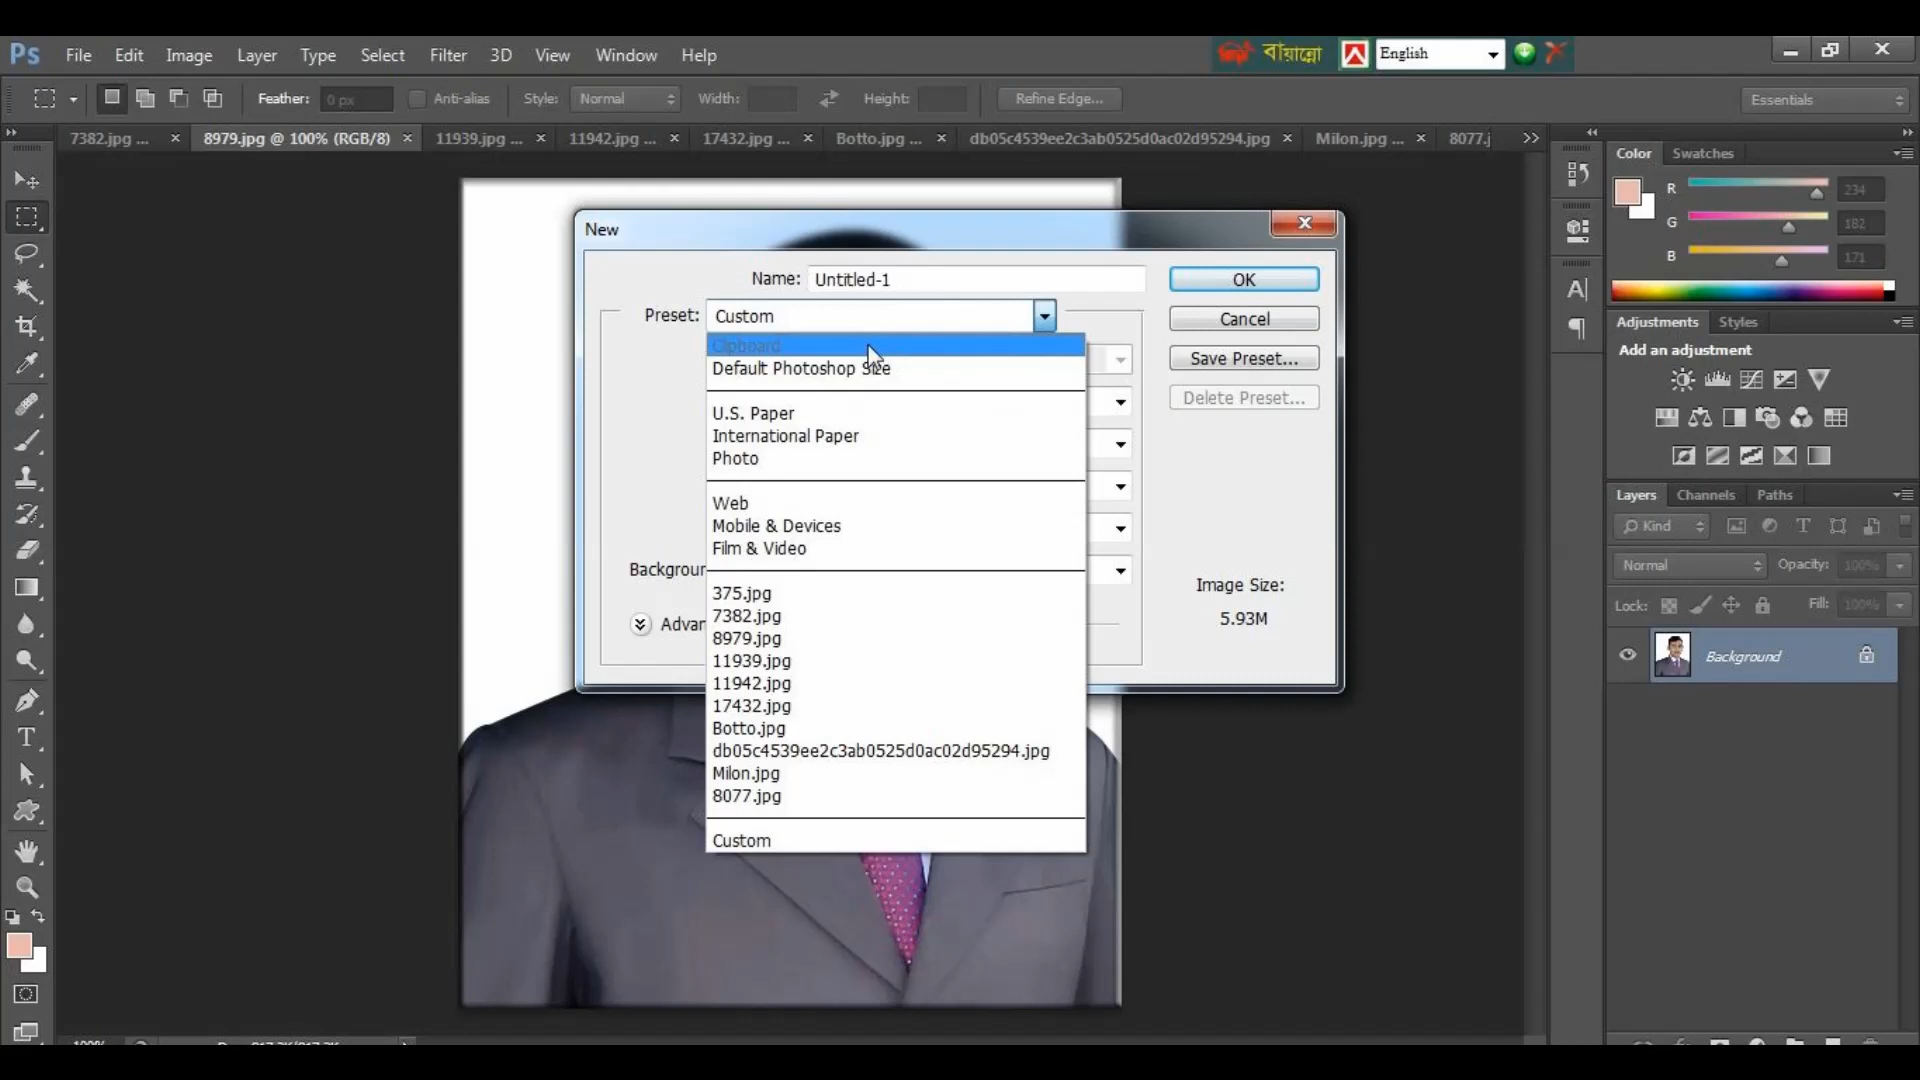 Ps File Edit Image Layer Type Select Filter 3D View Window Help বায়ান্নো English
Feather: 0 px Anti-alias Style: Normal Width: Height: Refine Edge... Essentials
7382.jpg ... 8979.jpg @ 100% (RGB/8) 11939.jpg ... 11942.jpg ... 17432.jpg ... Botto.jpg ... db05c4539ee2c3ab0525d0ac02d95294.jpg Milon.jpg ... 8077.j
Color Swatches
R 234
G 182
B 171
Adjustments Styles
Add an adjustment
Layers Channels Paths
Kind
Normal Opacity: 100%
Lock: Fill: 100%
Background
New
Name: Untitled-1
Preset: Custom
Clipboard
Default Photoshop Size
U.S. Paper
International Paper
Photo
Web
Mobile & Devices
Film & Video
375.jpg
7382.jpg
8979.jpg
11939.jpg
11942.jpg
17432.jpg
Botto.jpg
db05c4539ee2c3ab0525d0ac02d95294.jpg
Milon.jpg
8077.jpg
Custom
Backgroun
Advan
OK
Cancel
Save Preset...
Delete Preset...
Image Size:
5.93M